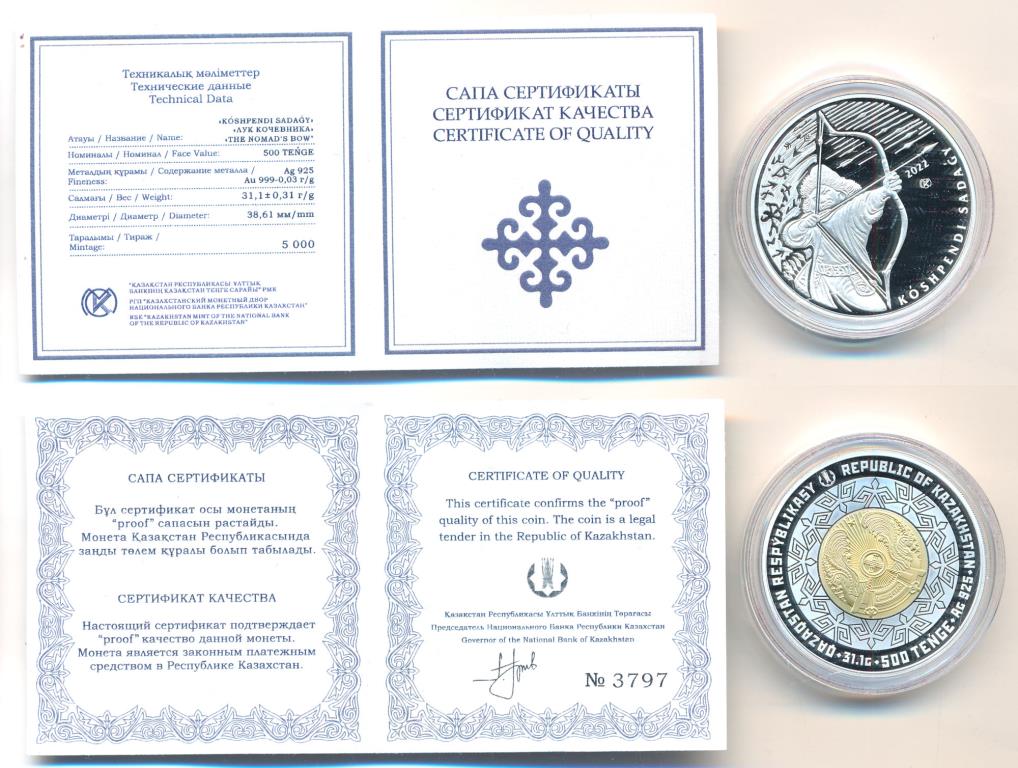 Техникалық мәліметтер
Технические данные
Technical Data
Атауы / Название / Name: «KÓSHPENDI SADAǴY»
«ЛУК КОЧЕВНИКА»
«THE NOMAD'S BOW»
Номиналы / Номинал / Face Value: 500 TEŃGE
Металдың құрамы / Содержание металла / Fineness: Ag 925
Au 999-0,03 г/g
Салмағы / Вес / Weight: 31,1±0,31 г/g
Диаметрі / Диаметр / Diameter: 38,61 мм/mm
Таралымы / Тираж / Mintage: 5 000
"ҚАЗАҚСТАН РЕСПУБЛИКАСЫ ҰЛТТЫҚ
БАНКІНІҢ ҚАЗАҚСТАН ТЕҢГЕ САРАЙЫ" РМК
РГП "КАЗАХСТАНСКИЙ МОНЕТНЫЙ ДВОР
НАЦИОНАЛЬНОГО БАНКА РЕСПУБЛИКИ КАЗАХСТАН"
RSE "KAZAKHSTAN MINT OF THE NATIONAL BANK
OF THE REPUBLIC OF KAZAKHSTAN"
САПА СЕРТИФИКАТЫ
СЕРТИФИКАТ КАЧЕСТВА
CERTIFICATE OF QUALITY
2022
KÓSHPENDI SADAǴY
САПА СЕРТИФИКАТЫ
Бұл сертификат осы монетаның
"proof" сапасын растайды.
Монета Қазақстан Республикасында
заңды төлем құралы болып табылады.
СЕРТИФИКАТ КАЧЕСТВА
Настоящий сертификат подтверждает
"proof" качество данной монеты.
Монета является законным платежным
средством в Республике Казахстан.
CERTIFICATE OF QUALITY
This certificate confirms the "proof"
quality of this coin. The coin is a legal
tender in the Republic of Kazakhstan.
Қазақстан Республикасы Ұлттық Банкінің Төрағасы
Председатель Национального Банка Республики Казахстан
Governor of the National Bank of Kazakhstan
№ 3797
QAZAQSTAN RESPÝBLIKASY
REPUBLIC OF KAZAKHSTAN
31.1G • 500 TEŃGE • AG 925